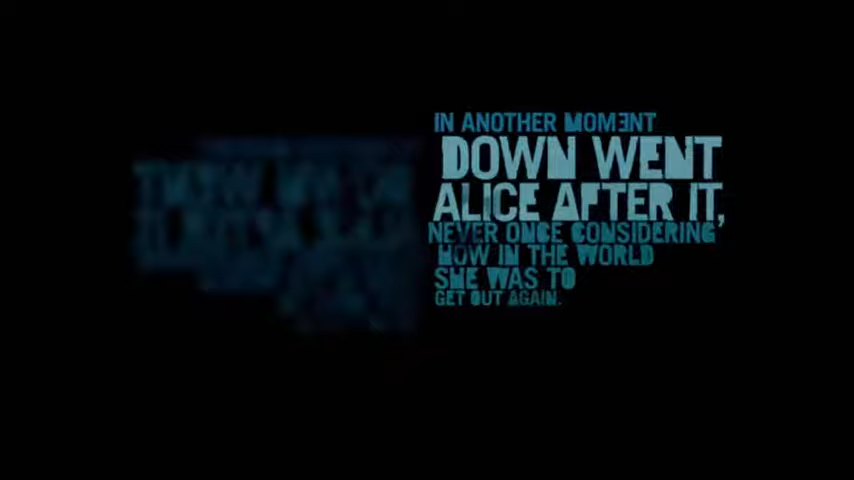 IN ANOTHER MOMENT
DOWN WENT
ALICE AFTER IT,
NEVER ONCE CONSIDERING
HOW IN THE WORLD
SHE WAS TO
GET OUT AGAIN.